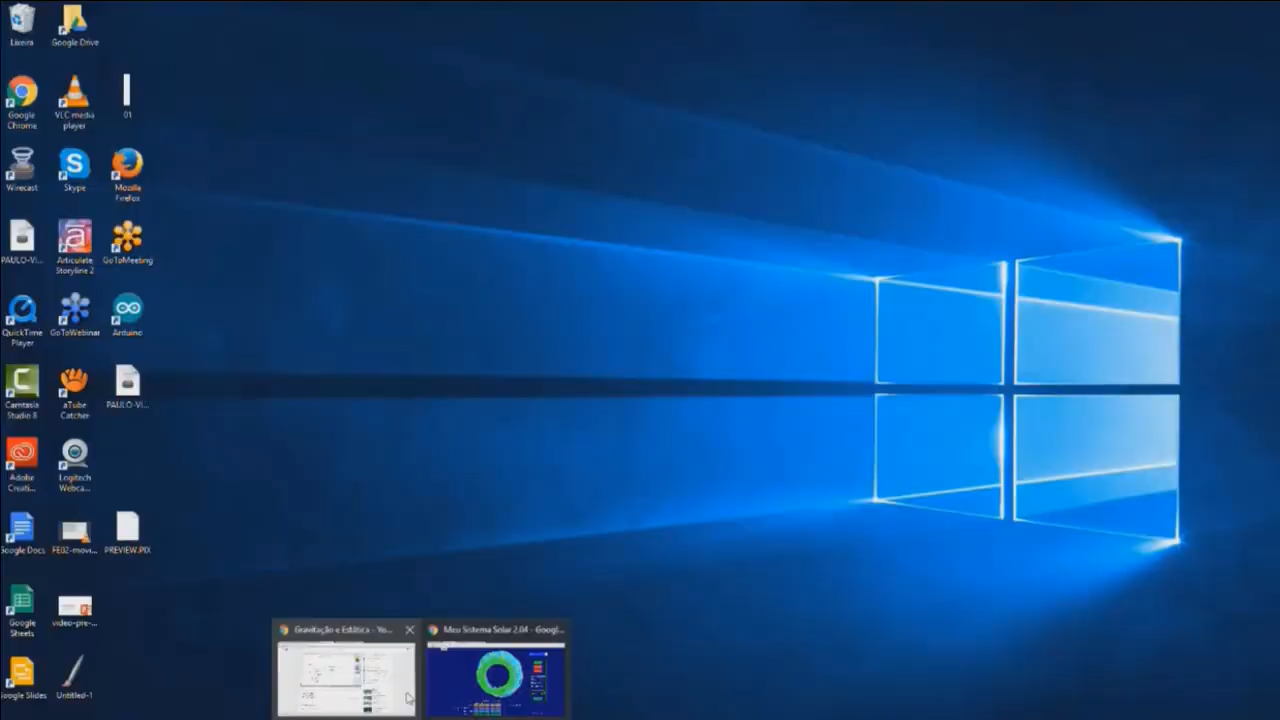 Lixeira
Google Drive
Google
Chrome
VLC media
player
01
Wirecast
Skype
Mozilla
Firefox
PAULO-Vi...
Articulate
Storyline 2
GoToMeeting
QuickTime
Player
GoToWebinar
Arduino
Camtasia
Studio 8
aTube
Catcher
PAULO-Vi...
Adobe
Creati...
Logitech
Webca...
Google Docs
FE02-movi...
PREVIEW.PIX
Google
Sheets
video-pre-...
Google Slides
Untitled-1
Gravitação e Estática - Yo...
Meu Sistema Solar 2.04 - Googl...